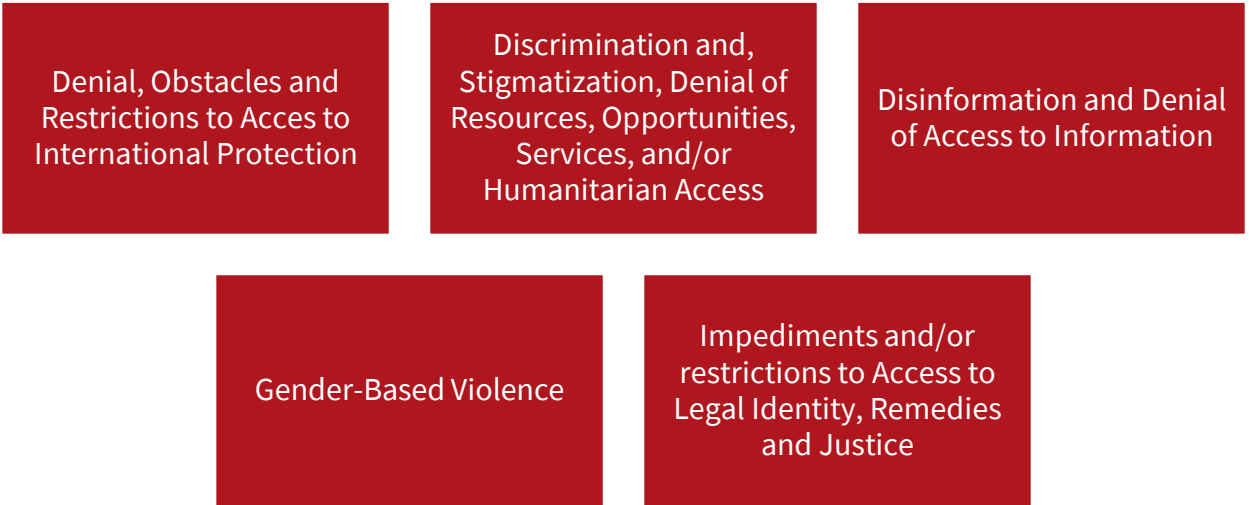 Denial, Obstacles and
Restrictions to Acces to
International Protection
Discrimination and,
Stigmatization, Denial of
Resources, Opportunities,
Services, and/or
Humanitarian Access
Disinformation and Denial
of Access to Information
Gender-Based Violence
Impediments and/or
restrictions to Access to
Legal Identity, Remedies
and Justice